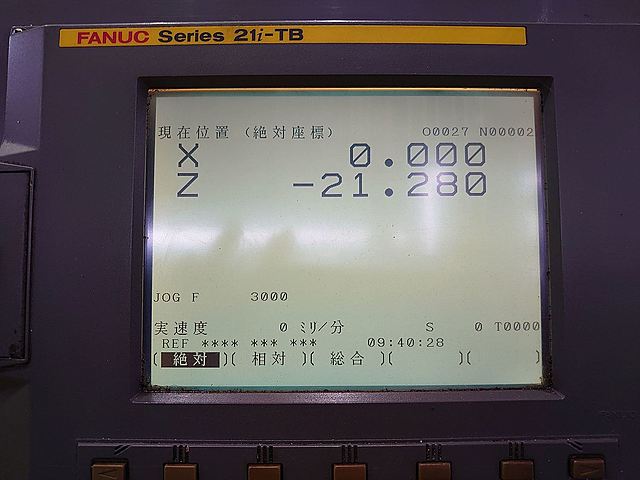 FANUC Series 21i-TB
現在位置 (絶対座標) O0027 N00002
X 0.000
Z -21.280
JOG F 3000
実速度 0 ミリ/分 S 0 T0000
REF **** *** *** 09:40:28
(絶対)( 相対 )( 総合 )( )( )